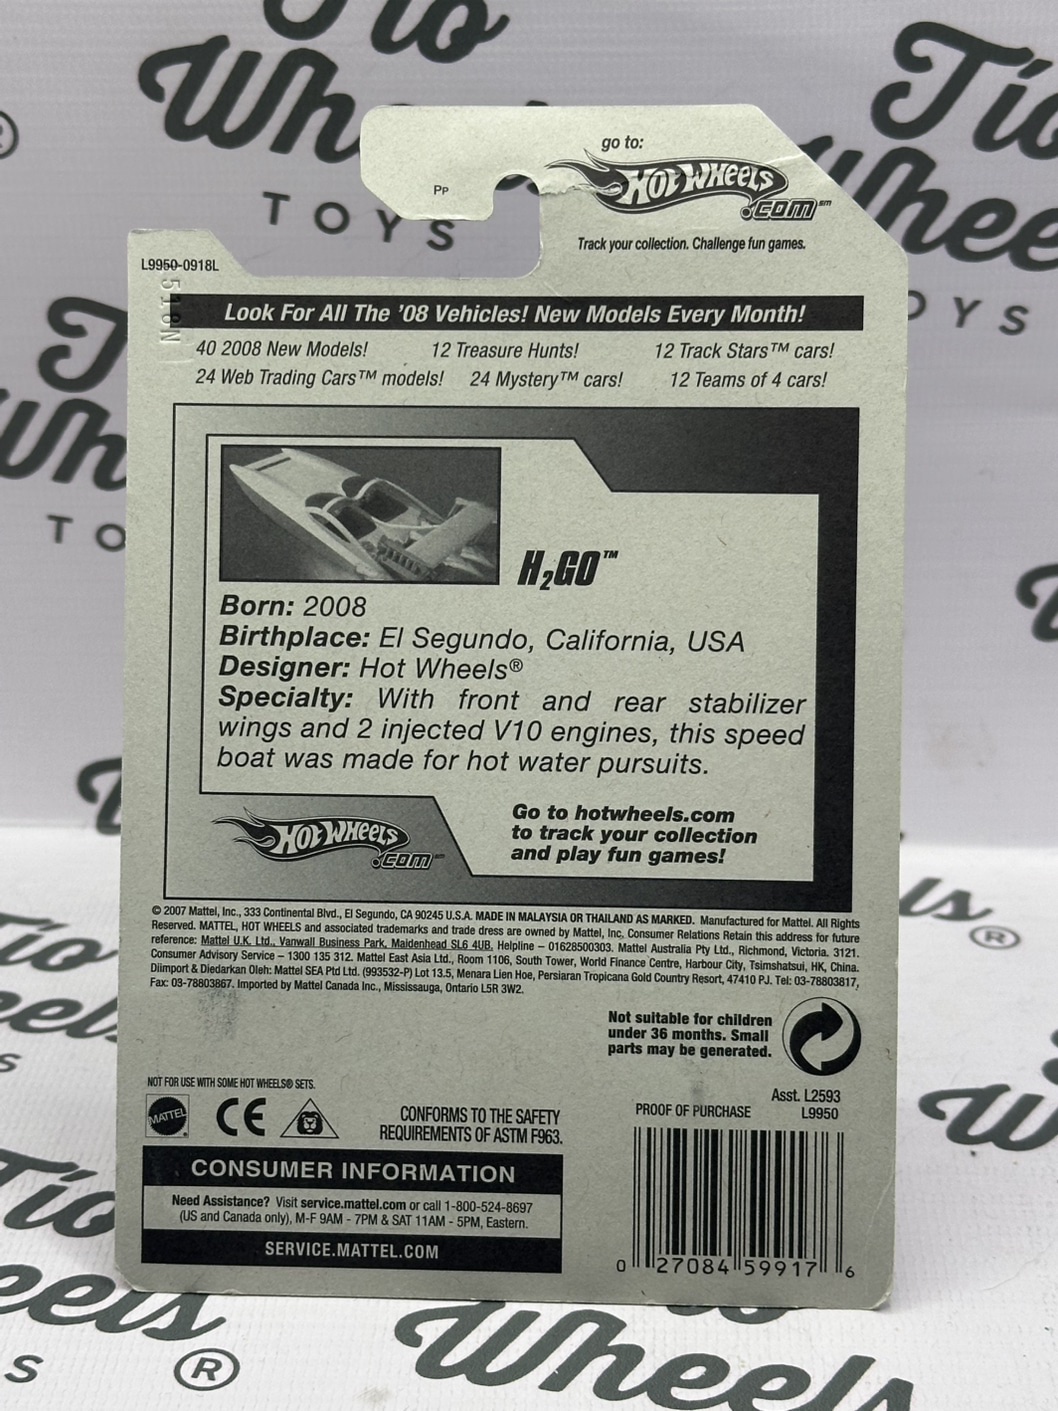 Tio
Wheels
TOYS
go to:
HOT WHEELS
.COM℠
Track your collection. Challenge fun games.
PP
L9950-0918L
Look For All The '08 Vehicles! New Models Every Month!
40 2008 New Models! 12 Treasure Hunts! 12 Track Stars™ cars!
24 Web Trading Cars™ models! 24 Mystery™ cars! 12 Teams of 4 cars!
H₂GO™
Born: 2008
Birthplace: El Segundo, California, USA
Designer: Hot Wheels®
Specialty: With front and rear stabilizer
wings and 2 injected V10 engines, this speed
boat was made for hot water pursuits.
HOT WHEELS
.COM℠
Go to hotwheels.com
to track your collection
and play fun games!
© 2007 Mattel, Inc., 333 Continental Blvd., El Segundo, CA 90245 U.S.A. MADE IN MALAYSIA OR THAILAND AS MARKED. Manufactured for Mattel. All Rights
Reserved. MATTEL, HOT WHEELS and associated trademarks and trade dress are owned by Mattel, Inc. Consumer Relations Retain this address for future
reference: Mattel U.K. Ltd., Vanwall Business Park, Maidenhead SL6 4UB. Helpline – 01628500303. Mattel Australia Pty Ltd., Richmond, Victoria. 3121.
Consumer Advisory Service – 1300 135 312. Mattel East Asia Ltd., Room 1106, South Tower, World Finance Centre, Harbour City, Tsimshatsui, HK, China.
Diimport & Diedarkan Oleh: Mattel SEA Ptd Ltd. (993532-P) Lot 13.5, Menara Lien Hoe, Persiaran Tropicana Gold Country Resort, 47410 PJ. Tel: 03-78803817,
Fax: 03-78803867. Imported by Mattel Canada Inc., Mississauga, Ontario L5R 3W2.
Not suitable for children
under 36 months. Small
parts may be generated.
NOT FOR USE WITH SOME HOT WHEELS® SETS.
MATTEL
CE
CONFORMS TO THE SAFETY
REQUIREMENTS OF ASTM F963.
Asst. L2593
PROOF OF PURCHASE L9950
CONSUMER INFORMATION
Need Assistance? Visit service.mattel.com or call 1-800-524-8697
(US and Canada only), M-F 9AM - 7PM & SAT 11AM - 5PM, Eastern.
SERVICE.MATTEL.COM
0 27084 59917 6